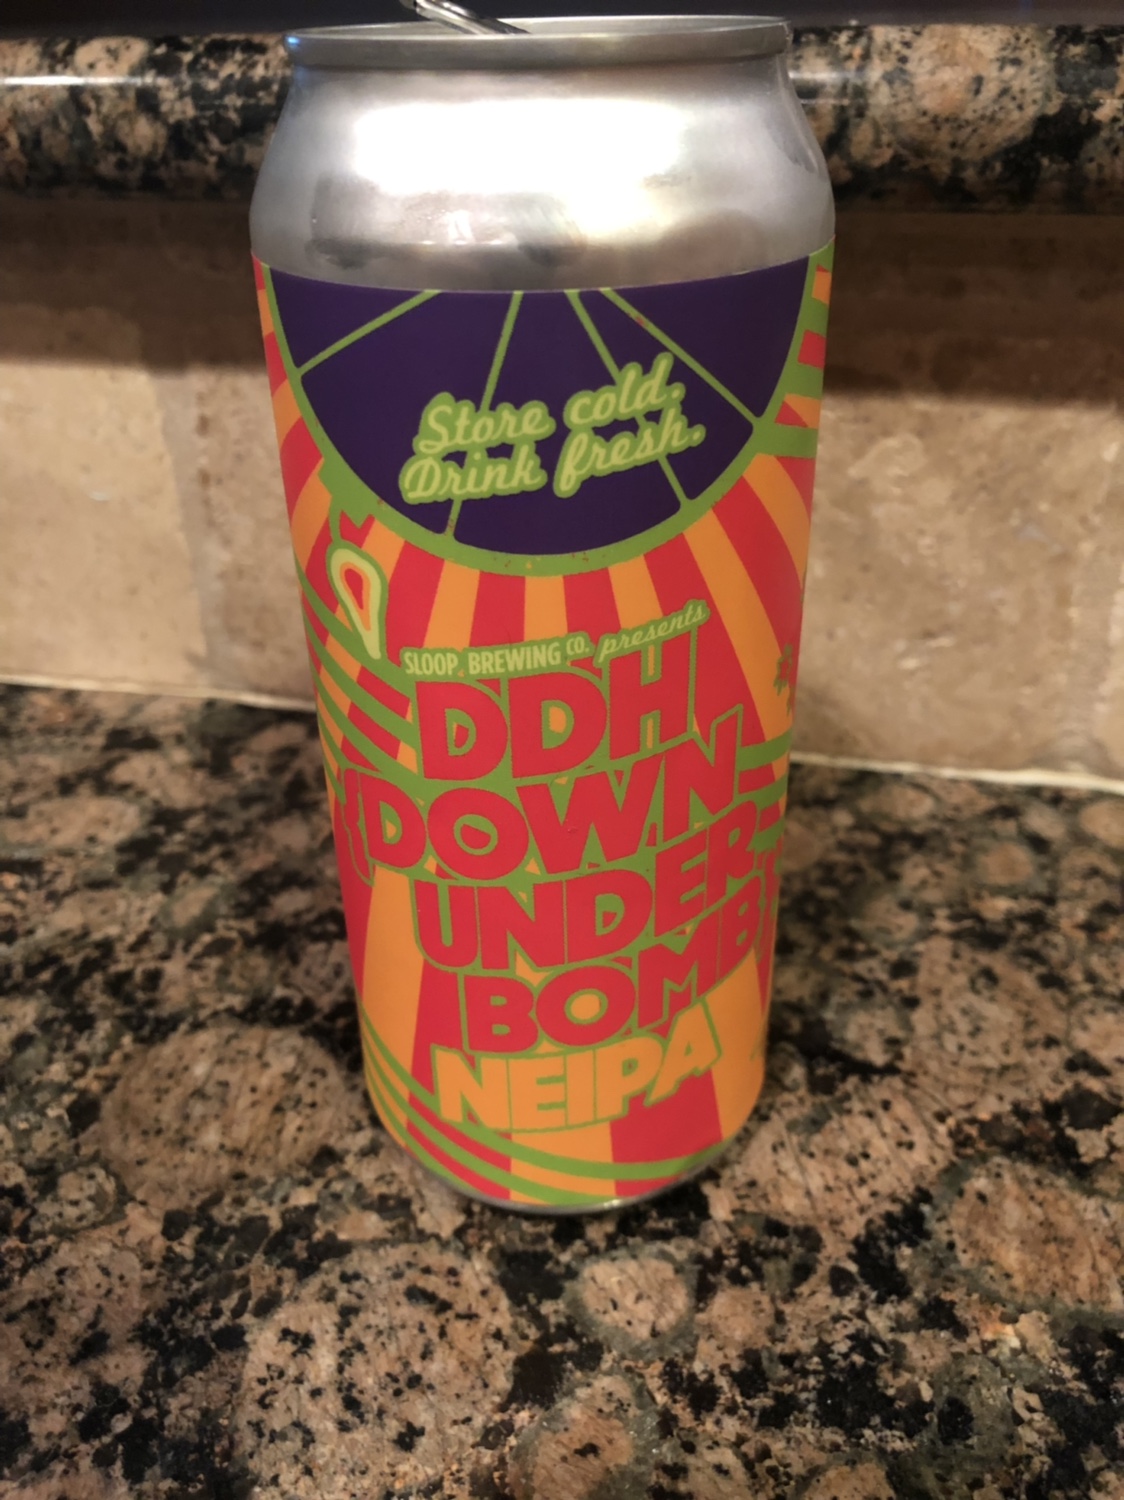 Store cold.
Drink fresh.
SLOOP BREWING CO. presents
DDH
DOWN
UNDER
BOMB
NEIPA